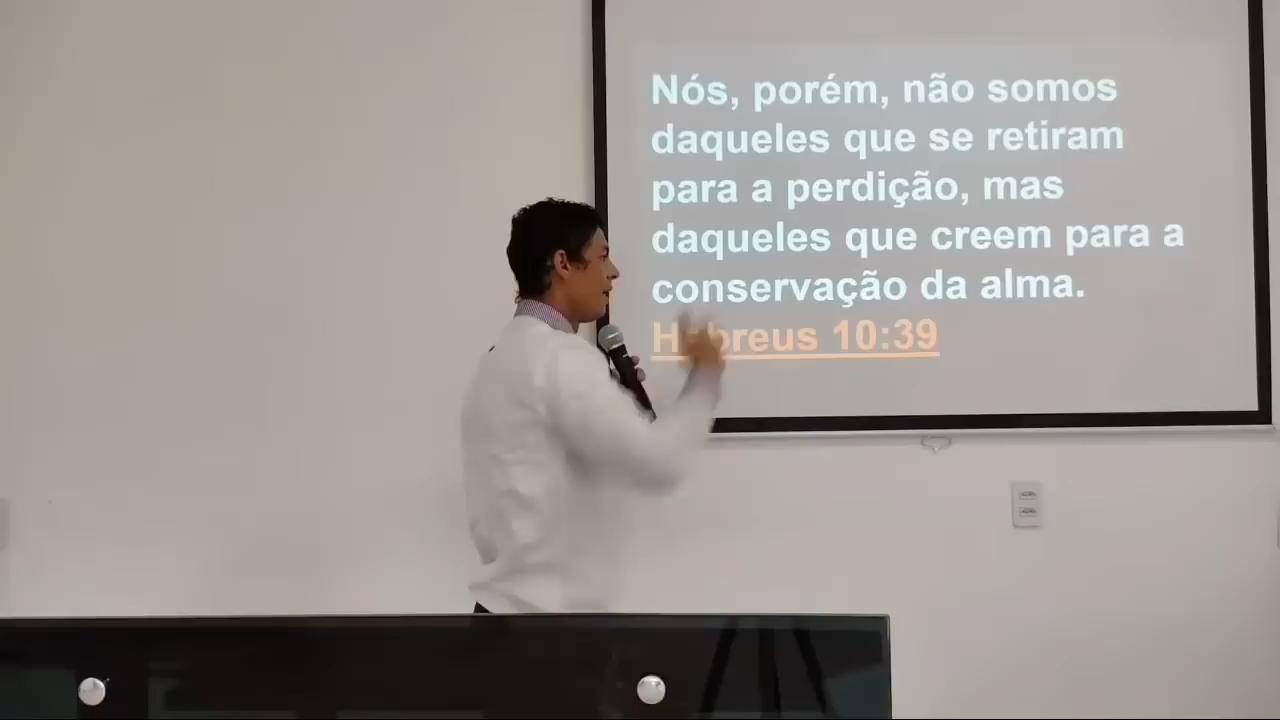 Nós, porém, não somos
daqueles que se retiram
para a perdição, mas
daqueles que creem para a
conservação da alma.
Hebreus 10:39